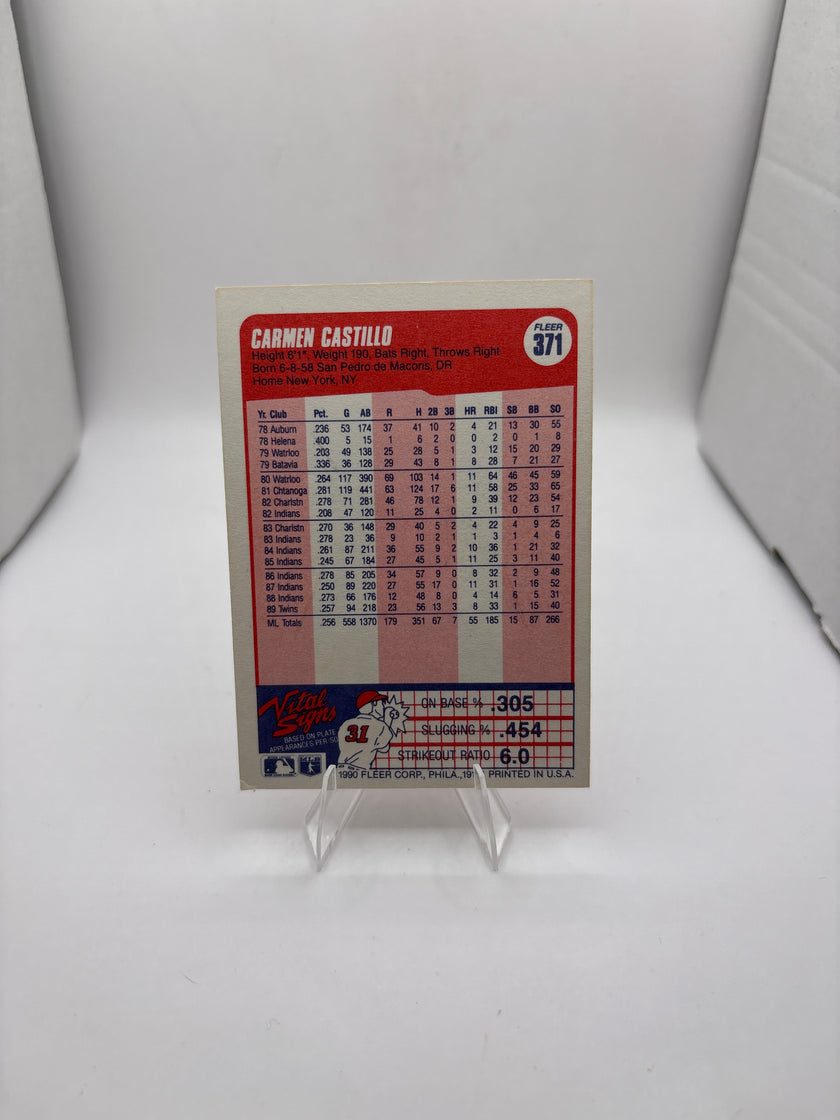 CARMEN CASTILLO
FLEER
371
Height 6'1", Weight 190, Bats Right, Throws Right
Born 6-8-58 San Pedro de Macoris, DR
Home New York, NY
Yr. Club Pct. G AB R H 2B 3B HR RBI SB BB SO
78 Auburn .236 53 174 37 41 10 2 4 21 13 30 55
78 Helena .400 5 15 1 6 2 0 0 2 0 1 8
79 Watrloo .203 49 138 25 28 5 1 3 12 15 20 29
79 Batavia .336 36 128 29 43 8 1 8 28 7 21 27
80 Watrloo .264 117 390 69 103 14 1 11 64 46 45 59
81 Chtanoga .281 119 441 63 124 17 6 11 58 25 33 65
82 Charlstn .278 71 281 46 78 12 1 9 39 12 23 54
82 Indians .208 47 120 11 25 4 0 2 11 0 6 17
83 Charlstn .270 36 148 29 40 5 2 4 22 4 9 25
83 Indians .278 23 36 9 10 2 1 1 3 1 4 6
84 Indians .261 87 211 36 55 9 2 10 36 1 21 32
85 Indians .245 67 184 27 45 5 1 11 25 3 11 40
86 Indians .278 85 205 34 57 9 0 8 32 2 9 48
87 Indians .250 89 220 27 55 17 0 11 31 1 16 52
88 Indians .273 66 176 12 48 8 0 4 14 6 5 31
89 Twins .257 94 218 23 56 13 3 8 33 1 15 40
ML Totals .256 558 1370 179 351 67 7 55 185 15 87 266
Vital
Signs
BASED ON PLATE
APPEARANCES PER SO
31
ON BASE % .305
SLUGGING % .454
STRIKEOUT RATIO 6.0
1990 FLEER CORP., PHILA., 191 PRINTED IN U.S.A.